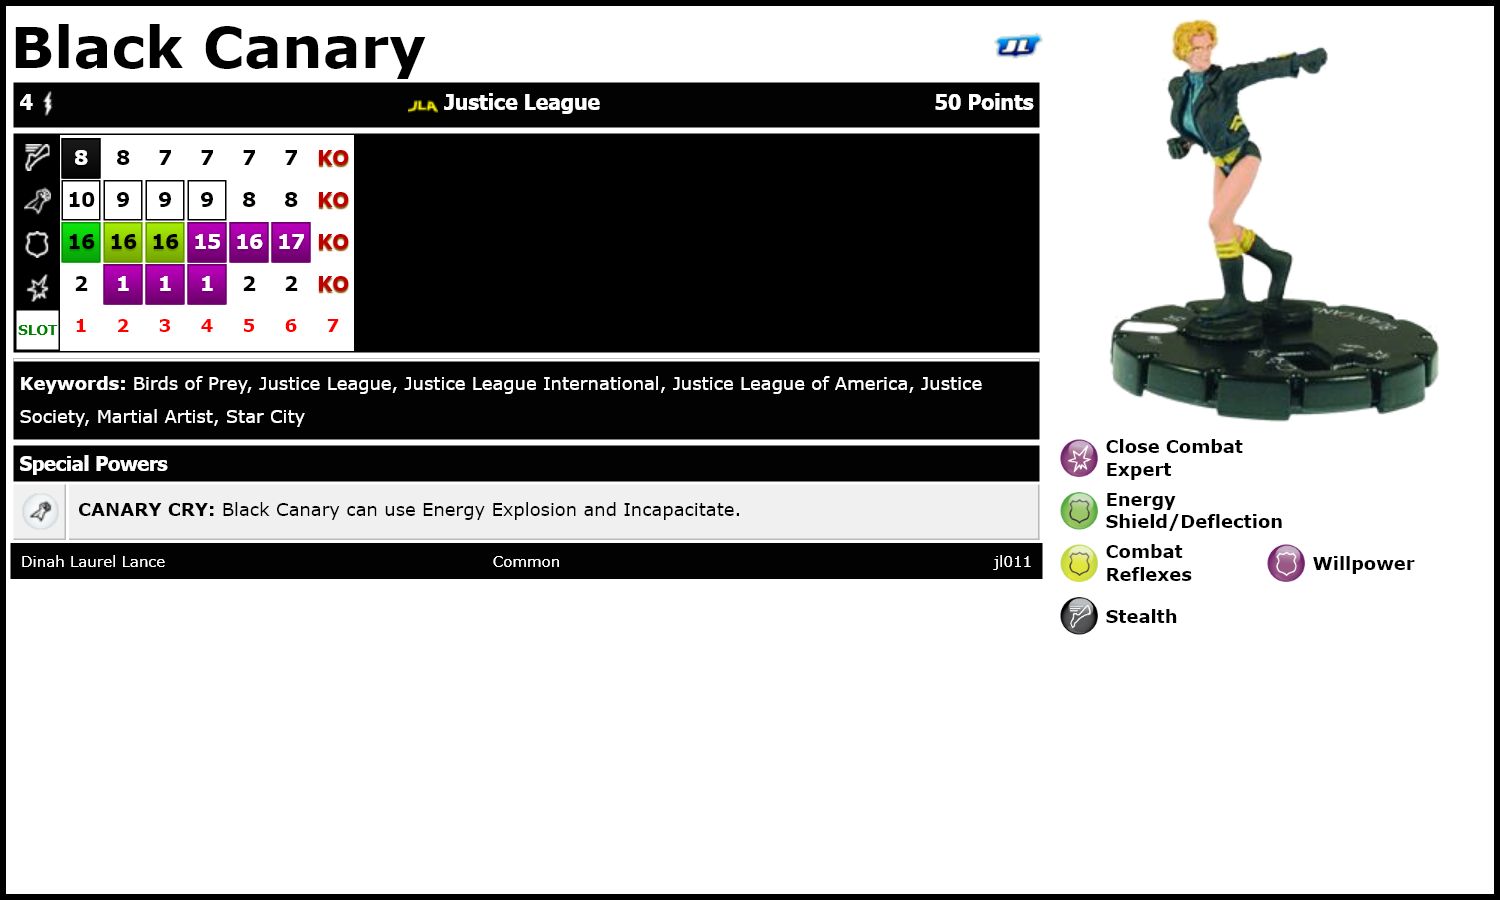 Black Canary
JL
4 JLA Justice League 50 Points
8 8 7 7 7 7 KO
10 9 9 9 8 8 KO
16 16 16 15 16 17 KO
2 1 1 1 2 2 KO
SLOT 1 2 3 4 5 6 7
Keywords: Birds of Prey, Justice League, Justice League International, Justice League of America, Justice
Society, Martial Artist, Star City
Special Powers
CANARY CRY: Black Canary can use Energy Explosion and Incapacitate.
Dinah Laurel Lance Common jl011
Close Combat
Expert
Energy
Shield/Deflection
Combat
Reflexes
Willpower
Stealth